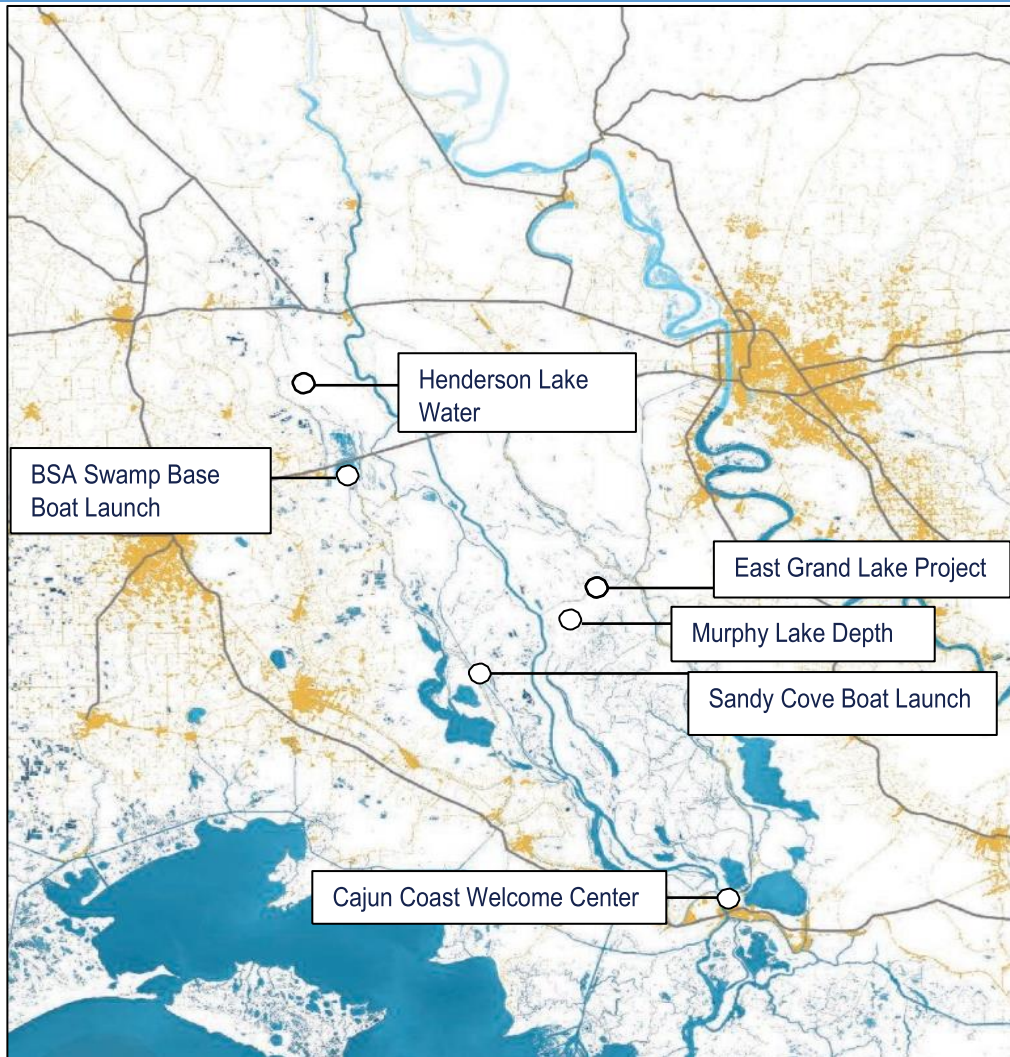 Henderson Lake
Water
BSA Swamp Base
Boat Launch
East Grand Lake Project
Murphy Lake Depth
Sandy Cove Boat Launch
Cajun Coast Welcome Center